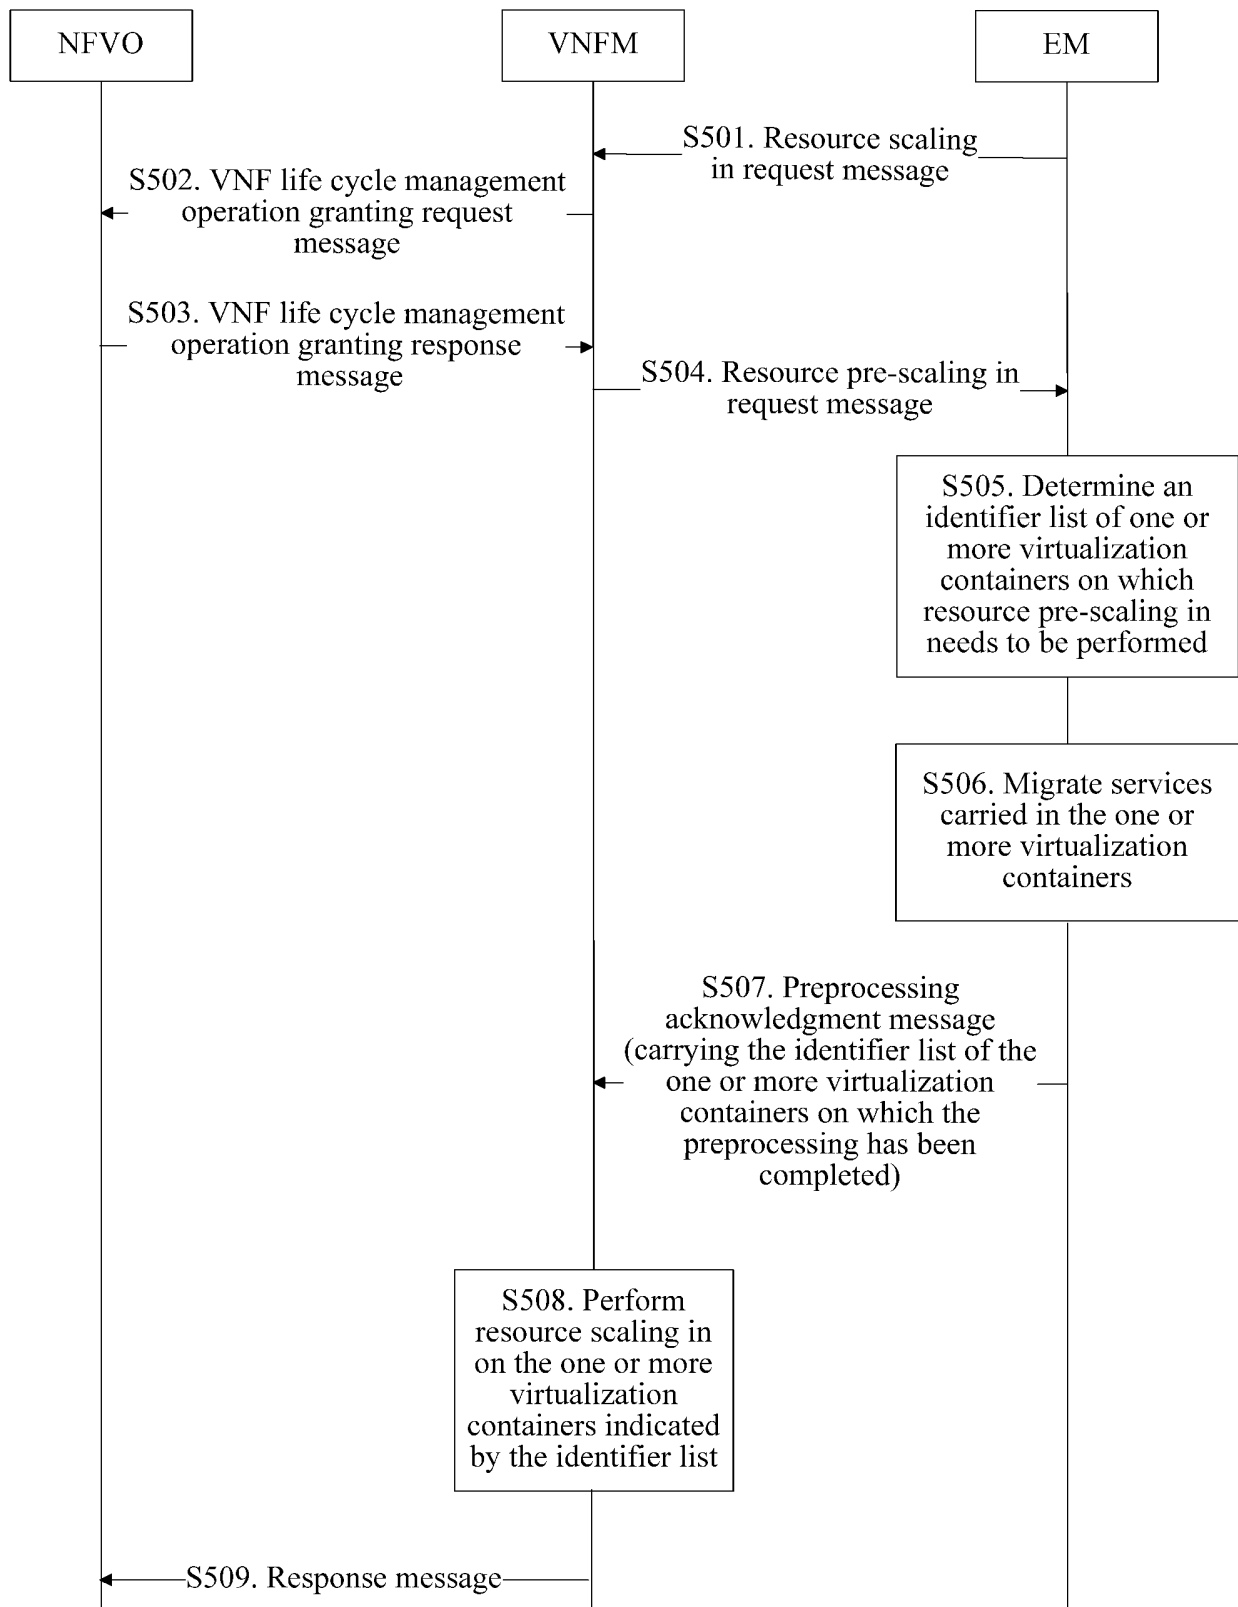 NFVO
VNFM
EM
S501. Resource scaling
in request message
S502. VNF life cycle management
operation granting request
message
S503. VNF life cycle management
operation granting response
message
S504. Resource pre-scaling in
request message
S505. Determine an
identifier list of one or
more virtualization
containers on which
resource pre-scaling in
needs to be performed
S506. Migrate services
carried in the one or
more virtualization
containers
S507. Preprocessing
acknowledgment message
(carrying the identifier list of the
one or more virtualization
containers on which the
preprocessing has been
completed)
S508. Perform
resource scaling in
on the one or more
virtualization
containers indicated
by the identifier list
S509. Response message